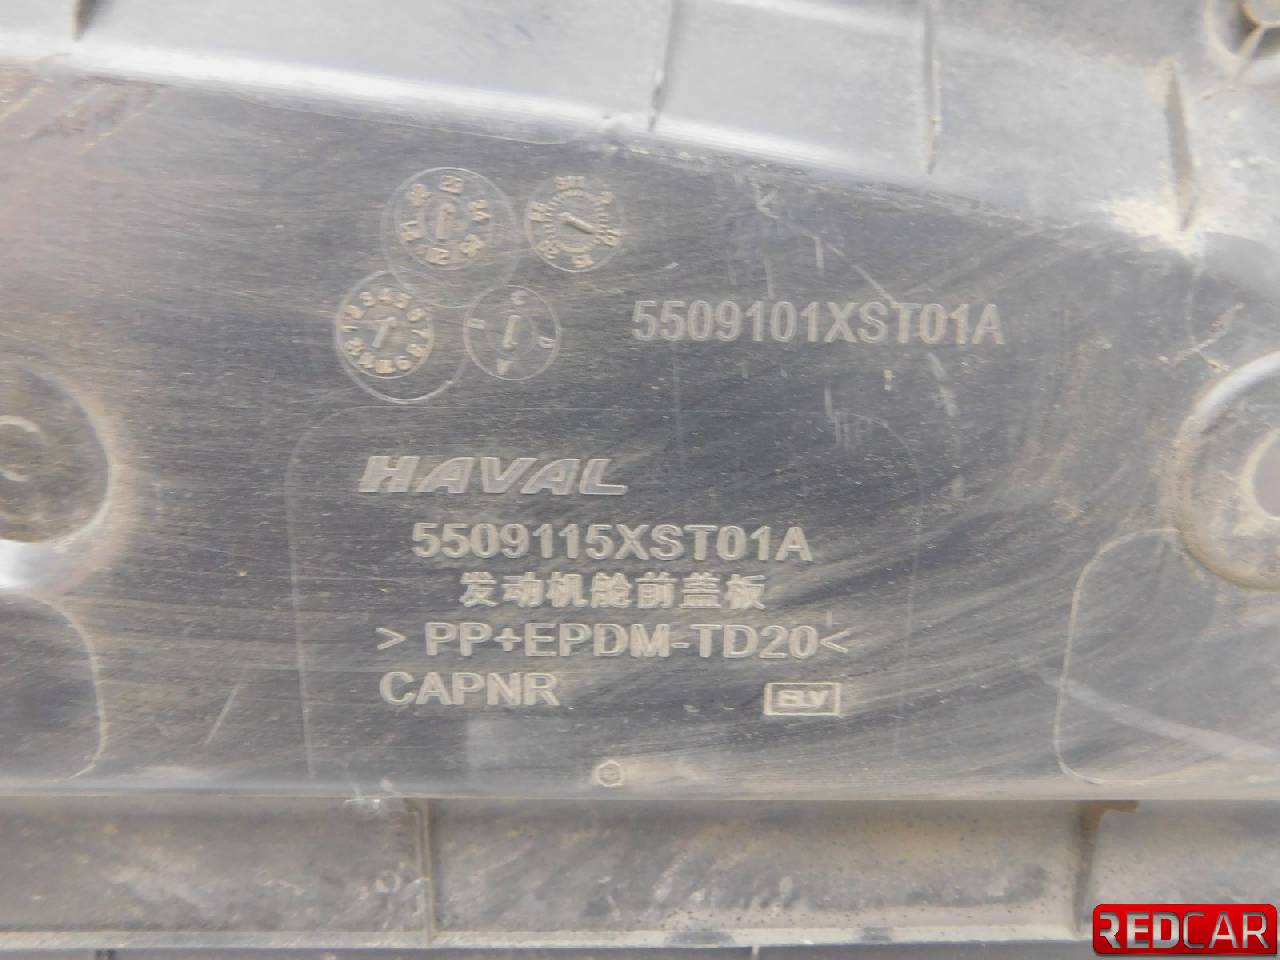 5509101XST01A
HAVAL
5509115XST01A
发动机舱前盖板
>PP+EPDM-TD20<
CAPNR
REDCAR